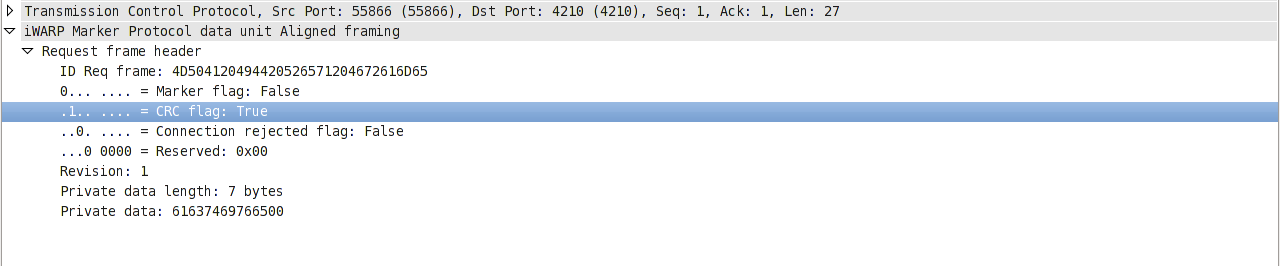 Transmission Control Protocol, Src Port: 55866 (55866), Dst Port: 4210 (4210), Seq: 1, Ack: 1, Len: 27
iWARP Marker Protocol data unit Aligned framing
Request frame header
ID Req frame: 4D504120494420526571204672616D65
0... .... = Marker flag: False
.1.. .... = CRC flag: True
..0. .... = Connection rejected flag: False
...0 0000 = Reserved: 0x00
Revision: 1
Private data length: 7 bytes
Private data: 61637469766500